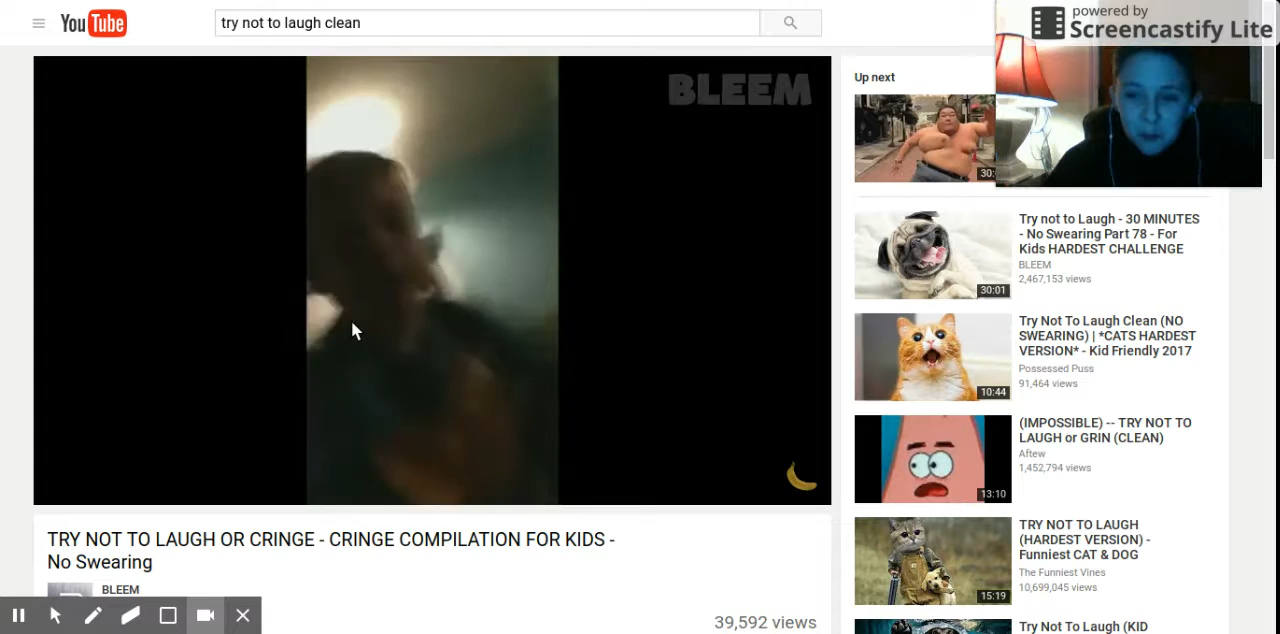 YouTube
try not to laugh clean
powered by
Screencastify Lite
BLEEM
Up next
30:
Try not to Laugh - 30 MINUTES
- No Swearing Part 78 - For
Kids HARDEST CHALLENGE
BLEEM
2,467,153 views
30:01
Try Not To Laugh Clean (NO
SWEARING) | *CATS HARDEST
VERSION* - Kid Friendly 2017
Possessed Puss
91,464 views
10:44
(IMPOSSIBLE) -- TRY NOT TO
LAUGH or GRIN (CLEAN)
Aftew
1,452,794 views
13:10
TRY NOT TO LAUGH
(HARDEST VERSION) -
Funniest CAT & DOG
The Funniest Vines
10,699,045 views
15:19
Try Not To Laugh (KID
TRY NOT TO LAUGH OR CRINGE - CRINGE COMPILATION FOR KIDS -
No Swearing
BLEEM
39,592 views